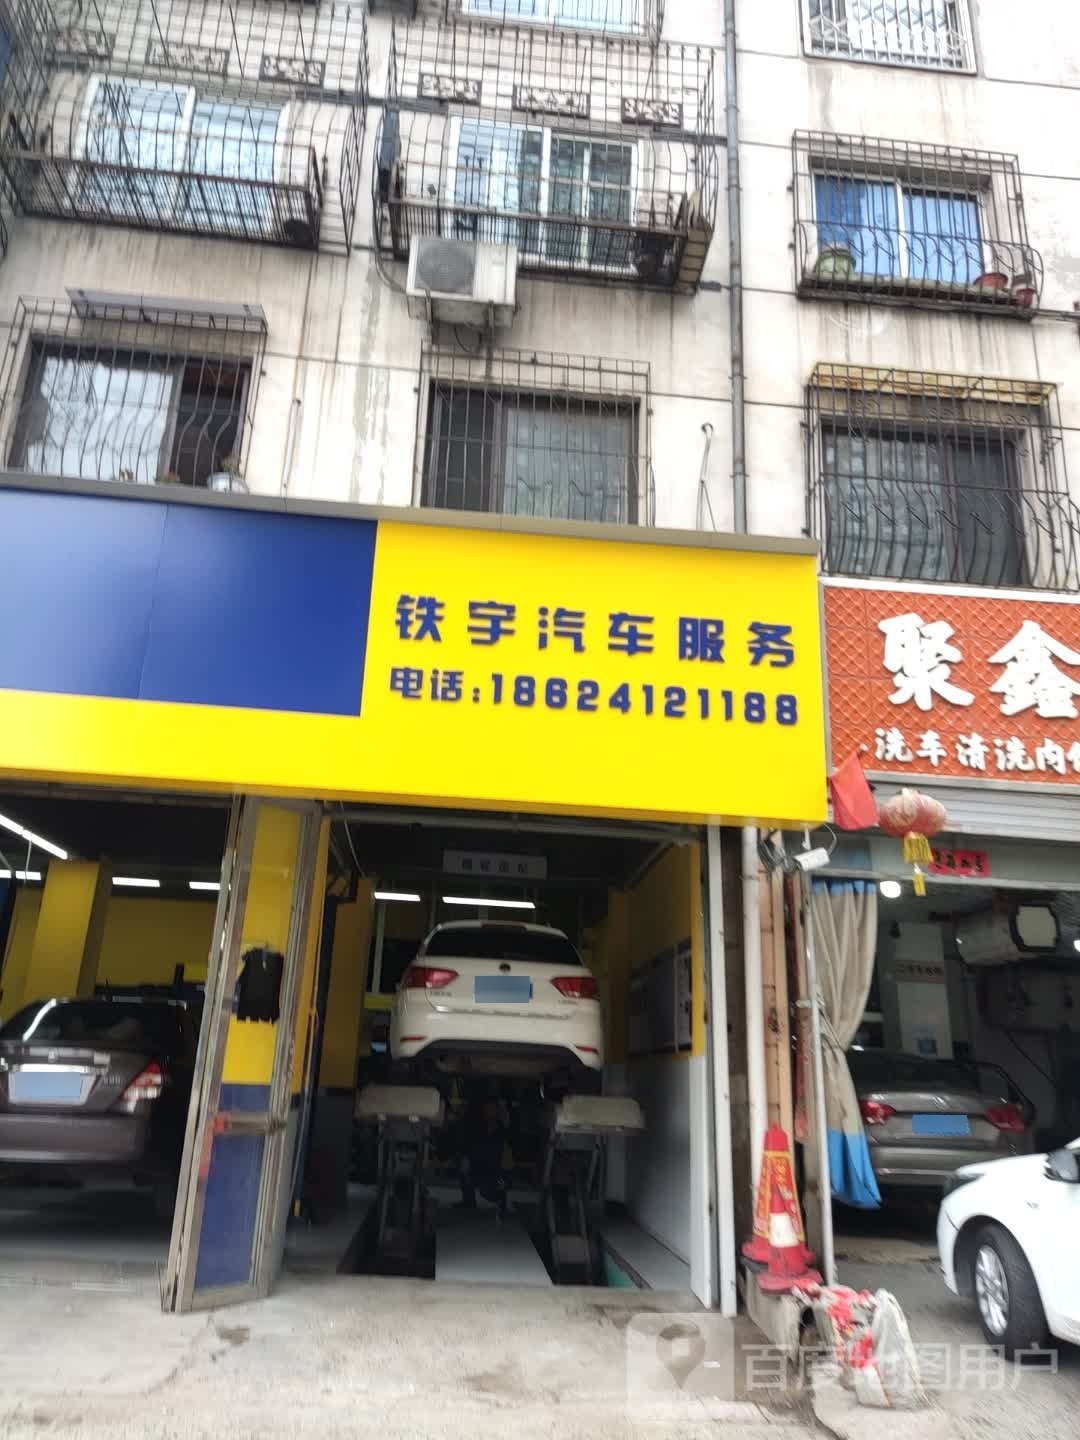 铁宇汽车服务
电话:18624121188
聚鑫
洗车清洗内
百度地图用户